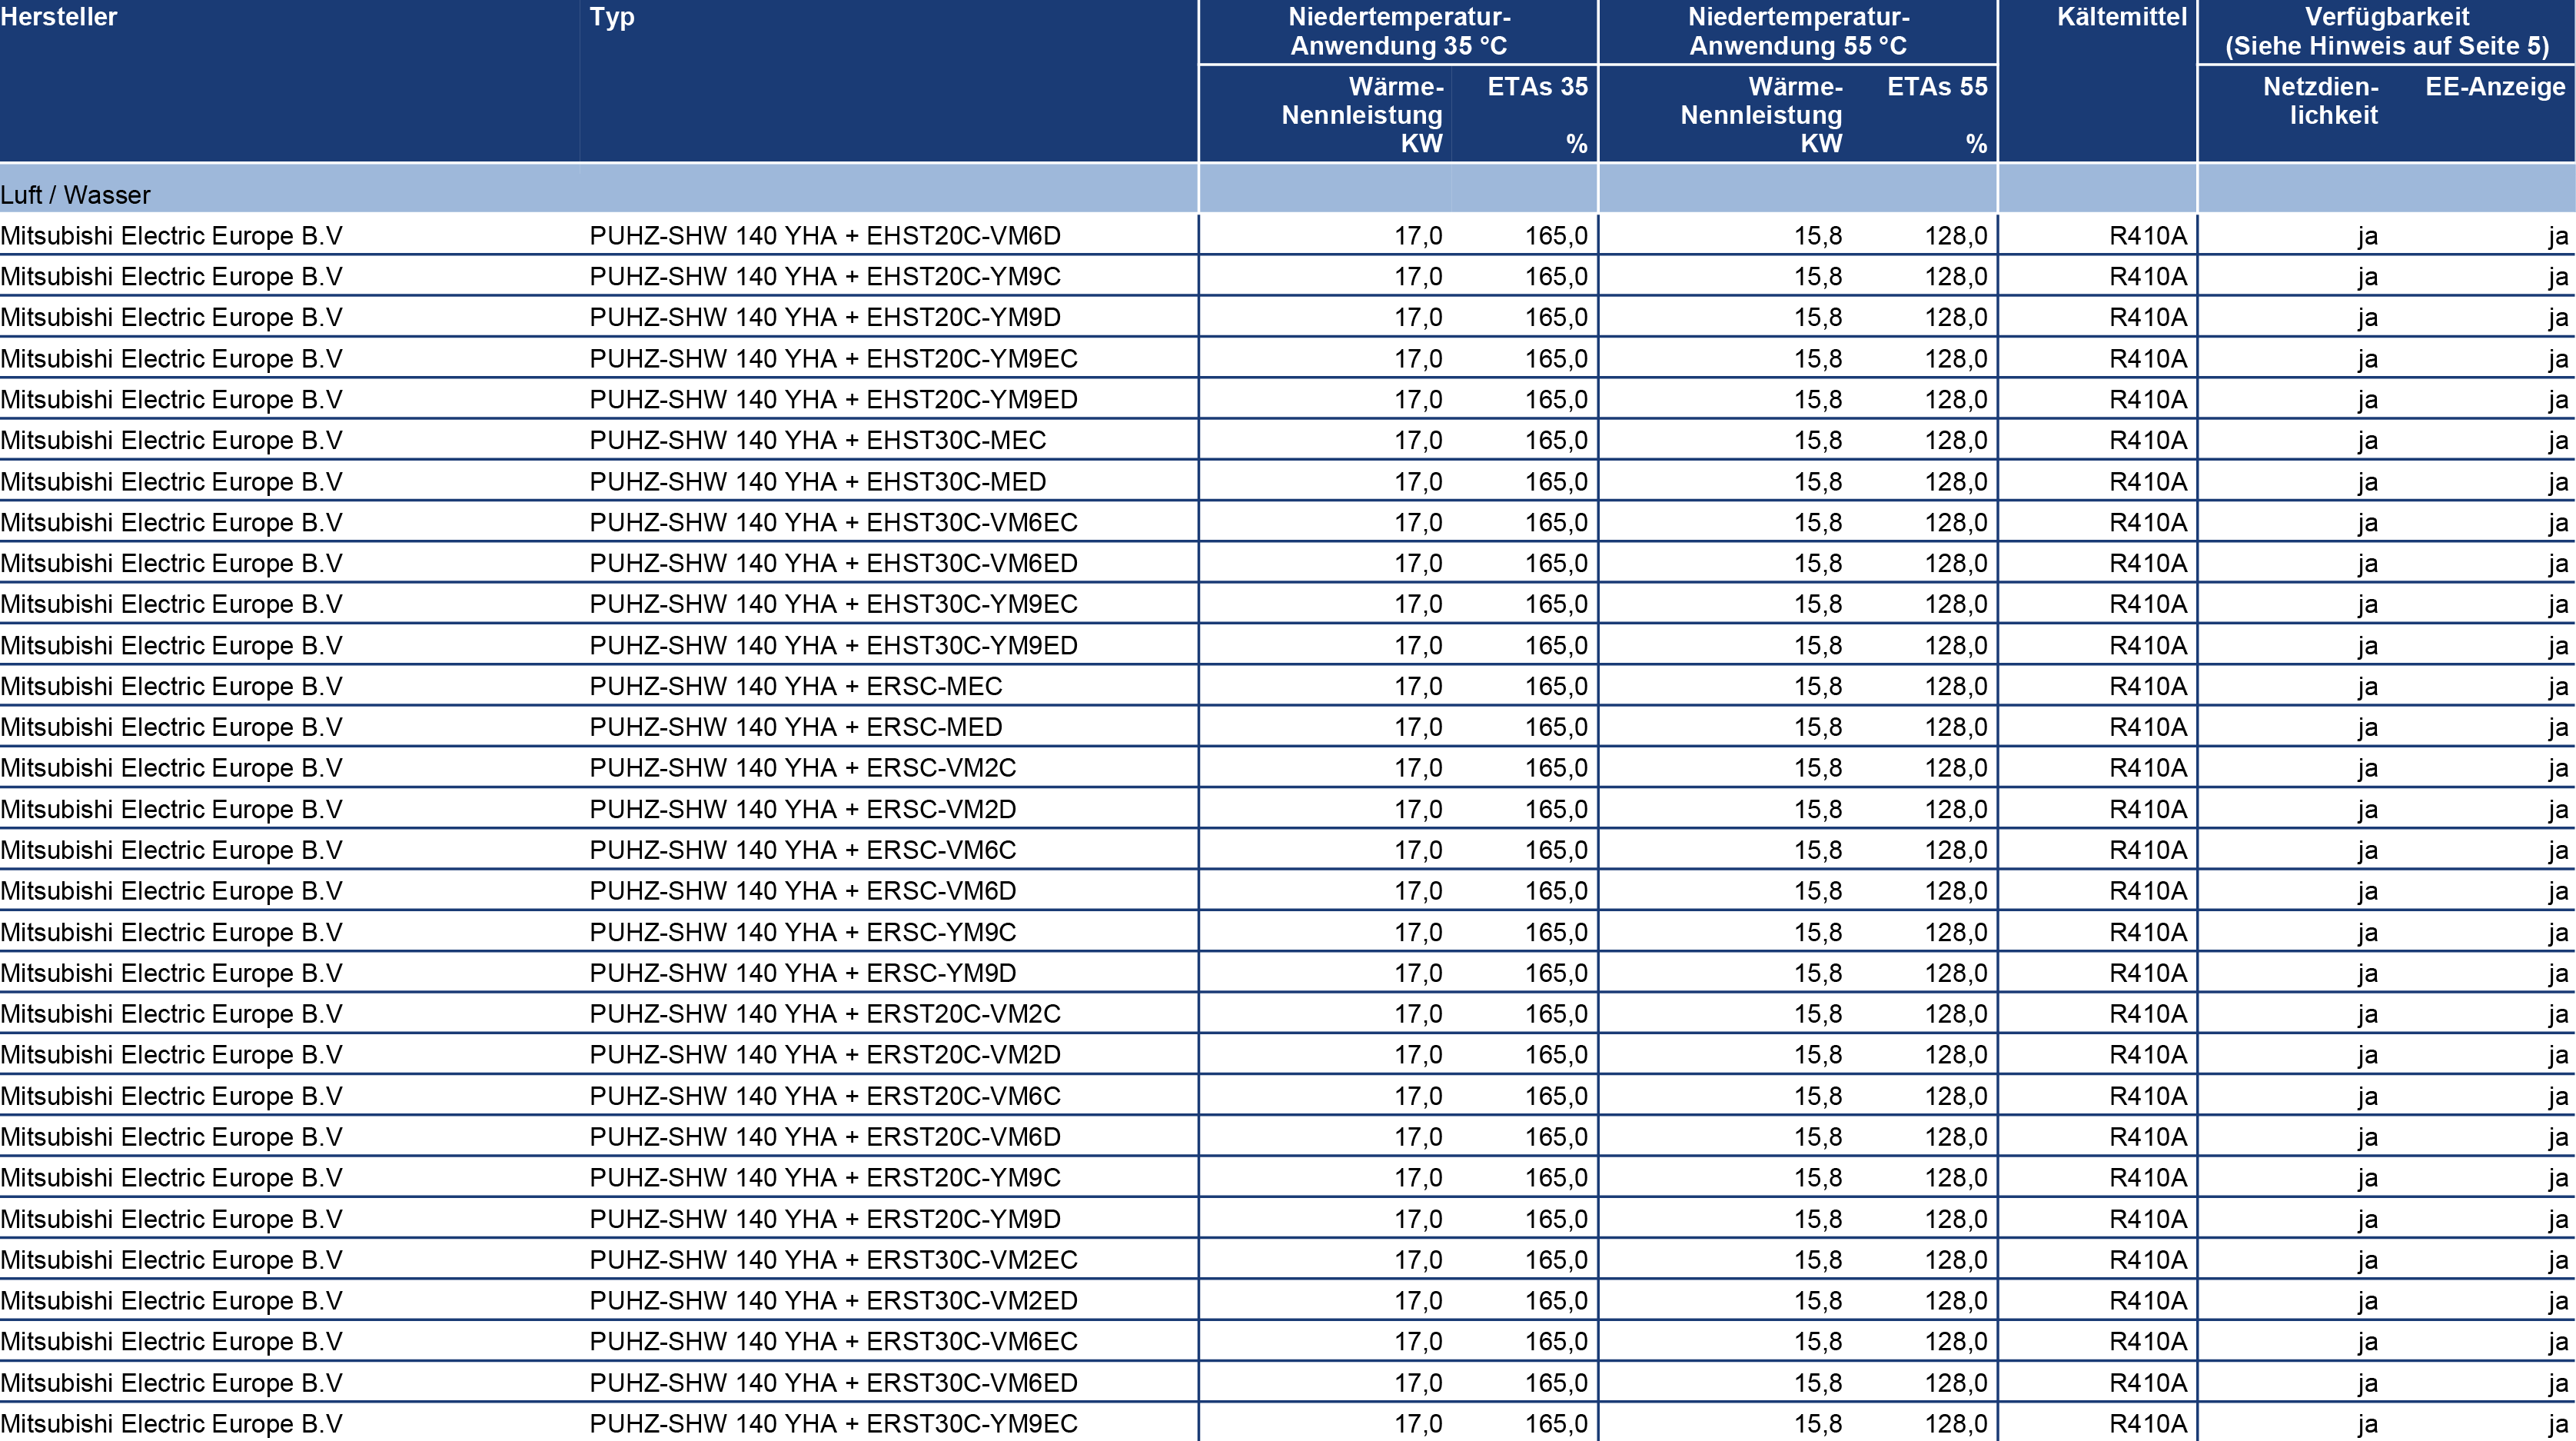 Hersteller Typ Niedertemperatur- Niedertemperatur- Kältemittel Verfügbarkeit
Anwendung 35 °C Anwendung 55 °C (Siehe Hinweis auf Seite 5)
Wärme- ETAs 35 Wärme- ETAs 55 Netzdien- EE-Anzeige
Nennleistung Nennleistung lichkeit
KW % KW %
Luft / Wasser
Mitsubishi Electric Europe B.V PUHZ-SHW 140 YHA + EHST20C-VM6D 17,0 165,0 15,8 128,0 R410A ja ja
Mitsubishi Electric Europe B.V PUHZ-SHW 140 YHA + EHST20C-YM9C 17,0 165,0 15,8 128,0 R410A ja ja
Mitsubishi Electric Europe B.V PUHZ-SHW 140 YHA + EHST20C-YM9D 17,0 165,0 15,8 128,0 R410A ja ja
Mitsubishi Electric Europe B.V PUHZ-SHW 140 YHA + EHST20C-YM9EC 17,0 165,0 15,8 128,0 R410A ja ja
Mitsubishi Electric Europe B.V PUHZ-SHW 140 YHA + EHST20C-YM9ED 17,0 165,0 15,8 128,0 R410A ja ja
Mitsubishi Electric Europe B.V PUHZ-SHW 140 YHA + EHST30C-MEC 17,0 165,0 15,8 128,0 R410A ja ja
Mitsubishi Electric Europe B.V PUHZ-SHW 140 YHA + EHST30C-MED 17,0 165,0 15,8 128,0 R410A ja ja
Mitsubishi Electric Europe B.V PUHZ-SHW 140 YHA + EHST30C-VM6EC 17,0 165,0 15,8 128,0 R410A ja ja
Mitsubishi Electric Europe B.V PUHZ-SHW 140 YHA + EHST30C-VM6ED 17,0 165,0 15,8 128,0 R410A ja ja
Mitsubishi Electric Europe B.V PUHZ-SHW 140 YHA + EHST30C-YM9EC 17,0 165,0 15,8 128,0 R410A ja ja
Mitsubishi Electric Europe B.V PUHZ-SHW 140 YHA + EHST30C-YM9ED 17,0 165,0 15,8 128,0 R410A ja ja
Mitsubishi Electric Europe B.V PUHZ-SHW 140 YHA + ERSC-MEC 17,0 165,0 15,8 128,0 R410A ja ja
Mitsubishi Electric Europe B.V PUHZ-SHW 140 YHA + ERSC-MED 17,0 165,0 15,8 128,0 R410A ja ja
Mitsubishi Electric Europe B.V PUHZ-SHW 140 YHA + ERSC-VM2C 17,0 165,0 15,8 128,0 R410A ja ja
Mitsubishi Electric Europe B.V PUHZ-SHW 140 YHA + ERSC-VM2D 17,0 165,0 15,8 128,0 R410A ja ja
Mitsubishi Electric Europe B.V PUHZ-SHW 140 YHA + ERSC-VM6C 17,0 165,0 15,8 128,0 R410A ja ja
Mitsubishi Electric Europe B.V PUHZ-SHW 140 YHA + ERSC-VM6D 17,0 165,0 15,8 128,0 R410A ja ja
Mitsubishi Electric Europe B.V PUHZ-SHW 140 YHA + ERSC-YM9C 17,0 165,0 15,8 128,0 R410A ja ja
Mitsubishi Electric Europe B.V PUHZ-SHW 140 YHA + ERSC-YM9D 17,0 165,0 15,8 128,0 R410A ja ja
Mitsubishi Electric Europe B.V PUHZ-SHW 140 YHA + ERST20C-VM2C 17,0 165,0 15,8 128,0 R410A ja ja
Mitsubishi Electric Europe B.V PUHZ-SHW 140 YHA + ERST20C-VM2D 17,0 165,0 15,8 128,0 R410A ja ja
Mitsubishi Electric Europe B.V PUHZ-SHW 140 YHA + ERST20C-VM6C 17,0 165,0 15,8 128,0 R410A ja ja
Mitsubishi Electric Europe B.V PUHZ-SHW 140 YHA + ERST20C-VM6D 17,0 165,0 15,8 128,0 R410A ja ja
Mitsubishi Electric Europe B.V PUHZ-SHW 140 YHA + ERST20C-YM9C 17,0 165,0 15,8 128,0 R410A ja ja
Mitsubishi Electric Europe B.V PUHZ-SHW 140 YHA + ERST20C-YM9D 17,0 165,0 15,8 128,0 R410A ja ja
Mitsubishi Electric Europe B.V PUHZ-SHW 140 YHA + ERST30C-VM2EC 17,0 165,0 15,8 128,0 R410A ja ja
Mitsubishi Electric Europe B.V PUHZ-SHW 140 YHA + ERST30C-VM2ED 17,0 165,0 15,8 128,0 R410A ja ja
Mitsubishi Electric Europe B.V PUHZ-SHW 140 YHA + ERST30C-VM6EC 17,0 165,0 15,8 128,0 R410A ja ja
Mitsubishi Electric Europe B.V PUHZ-SHW 140 YHA + ERST30C-VM6ED 17,0 165,0 15,8 128,0 R410A ja ja
Mitsubishi Electric Europe B.V PUHZ-SHW 140 YHA + ERST30C-YM9EC 17,0 165,0 15,8 128,0 R410A ja ja